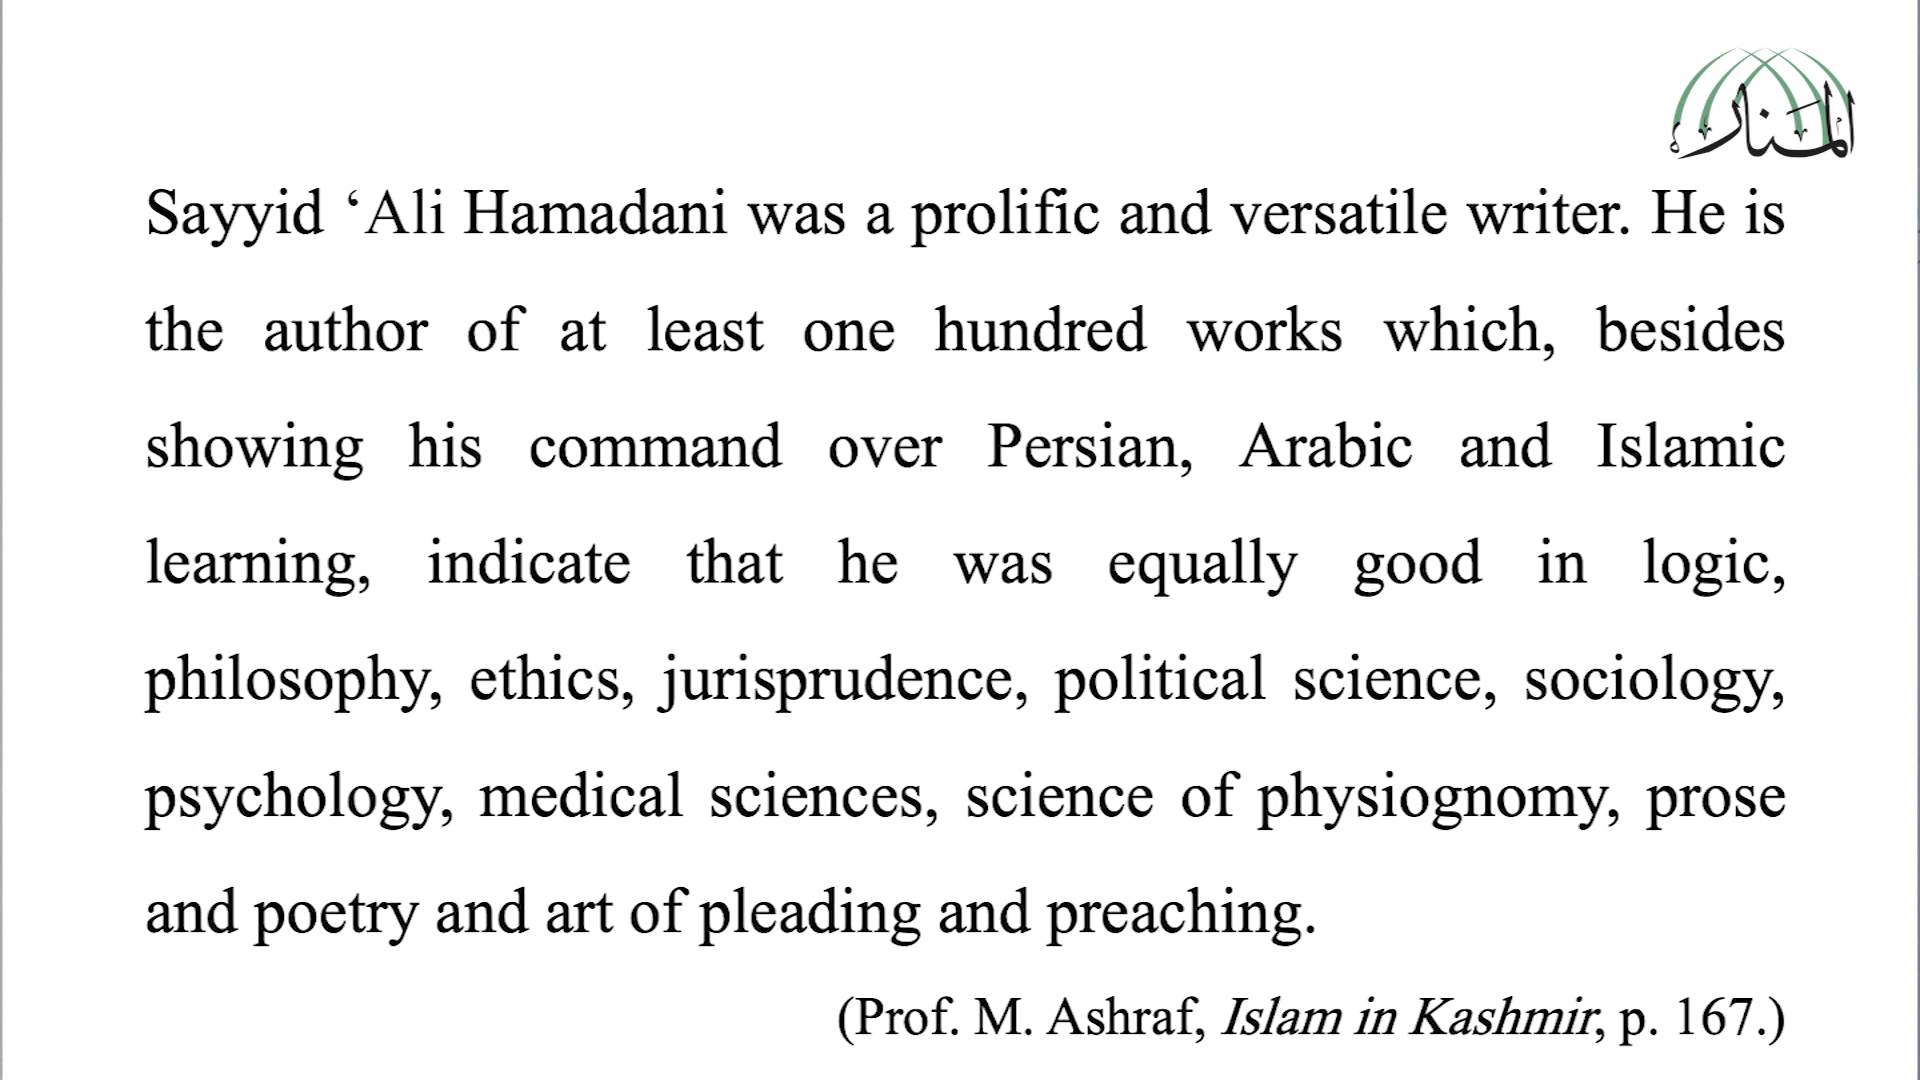 المنار
Sayyid ‘Ali Hamadani was a prolific and versatile writer. He is
the author of at least one hundred works which, besides
showing his command over Persian, Arabic and Islamic
learning, indicate that he was equally good in logic,
philosophy, ethics, jurisprudence, political science, sociology,
psychology, medical sciences, science of physiognomy, prose
and poetry and art of pleading and preaching.
(Prof. M. Ashraf, Islam in Kashmir, p. 167.)